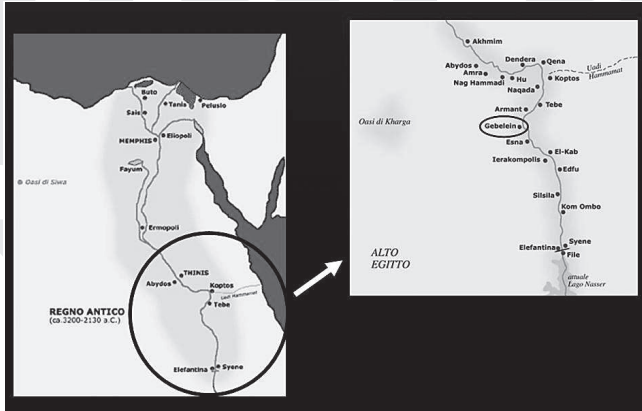 Buto
Tanis
Pelusio
Sais
MEMPHIS
Eliopoli
Fayum
Oasi di Siwa
Ermopoli
THINIS
Abydos
Koptos
Uadi Hammamat
Tebe
REGNO ANTICO
(ca.3200-2130 a.C.)
Elefantina
Syene
Akhmim
Dendera
Qena
Abydos
Amra
Nag Hammadi
Hu
Koptos
Uadi
Hammamat
Naqada
Armant
Tebe
Oasi di Kharga
Gebelein
Esna
El-Kab
Ierakompolis
Edfu
Silsila
Kom Ombo
ALTO
EGITTO
Elefantina
Syene
File
attuale
Lago Nasser